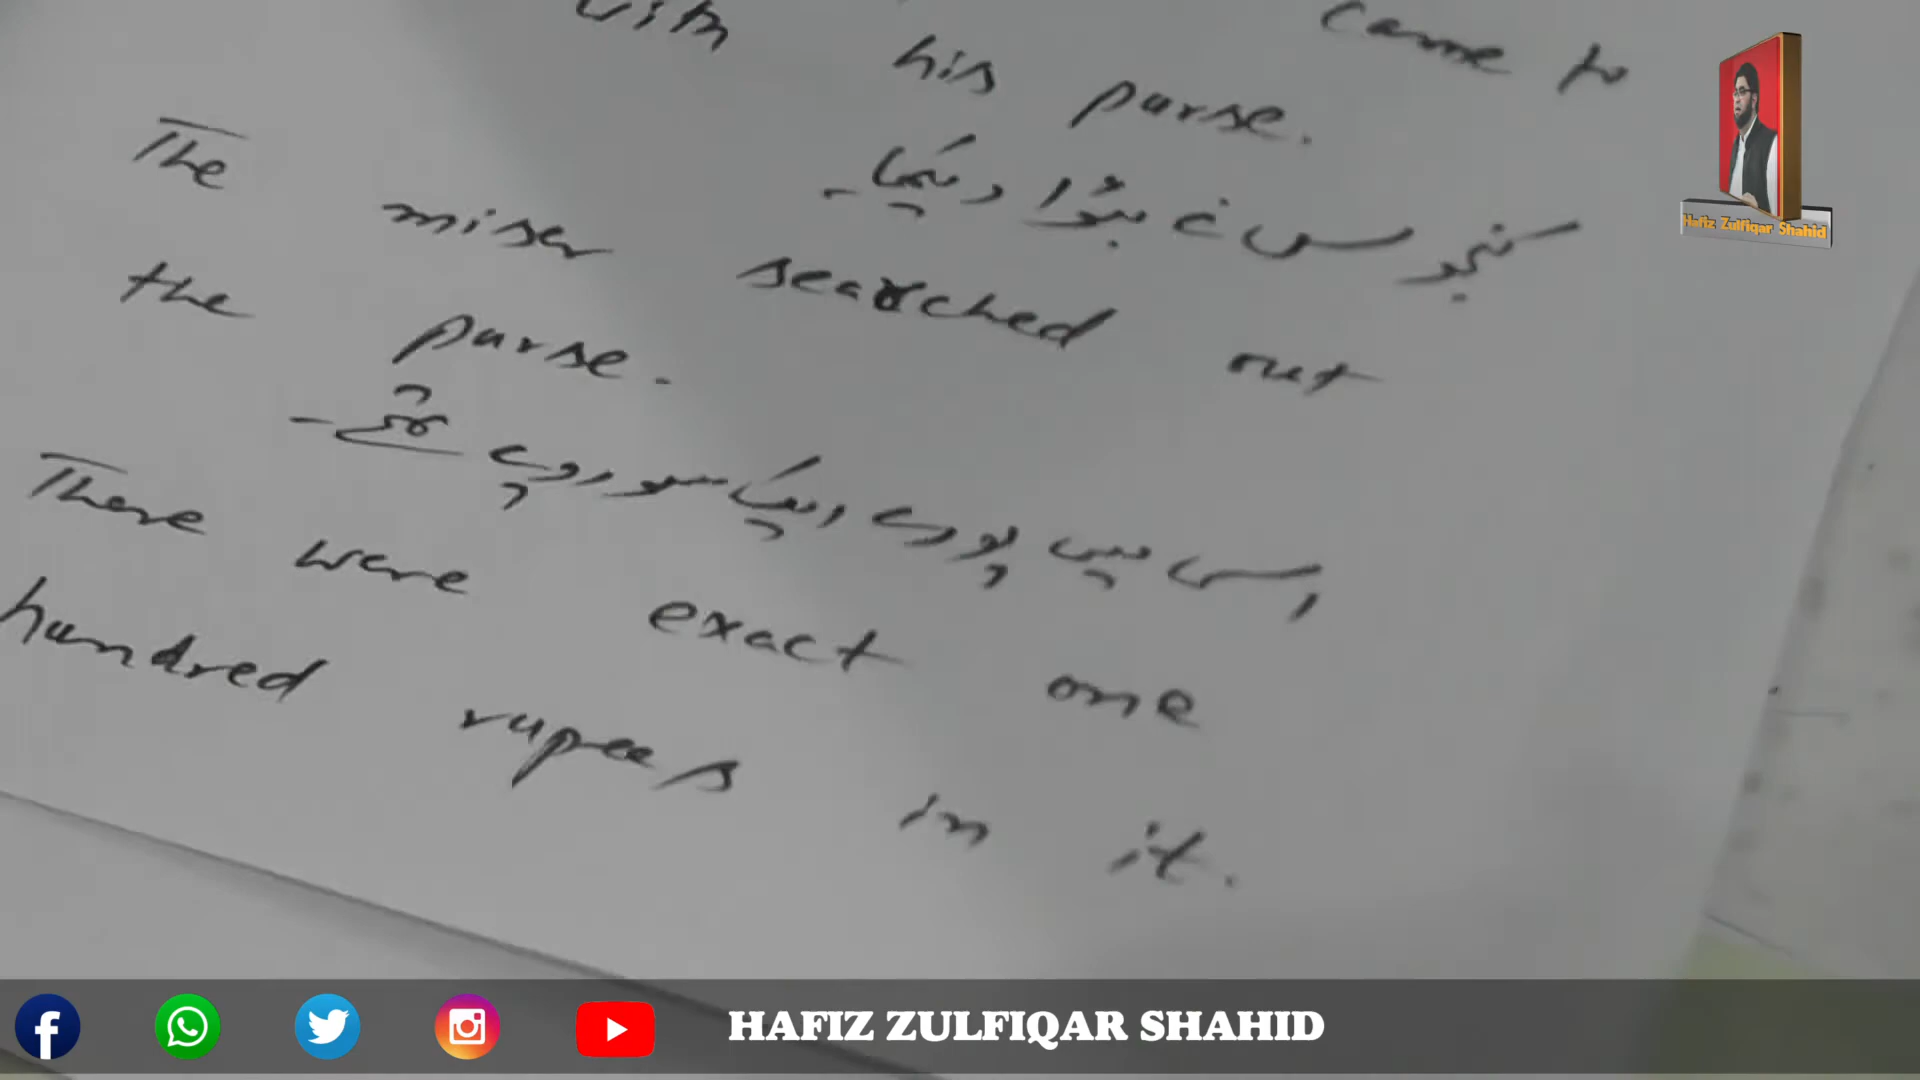 came to
with his purse.
کنجوس نے بٹوا دیکھا۔
The miser searched out
the purse.
اس میں پورے ایک سو روپے تھے۔
There were exact one
hundred rupees in it.
Hafiz Zulfiqar Shahid
HAFIZ ZULFIQAR SHAHID